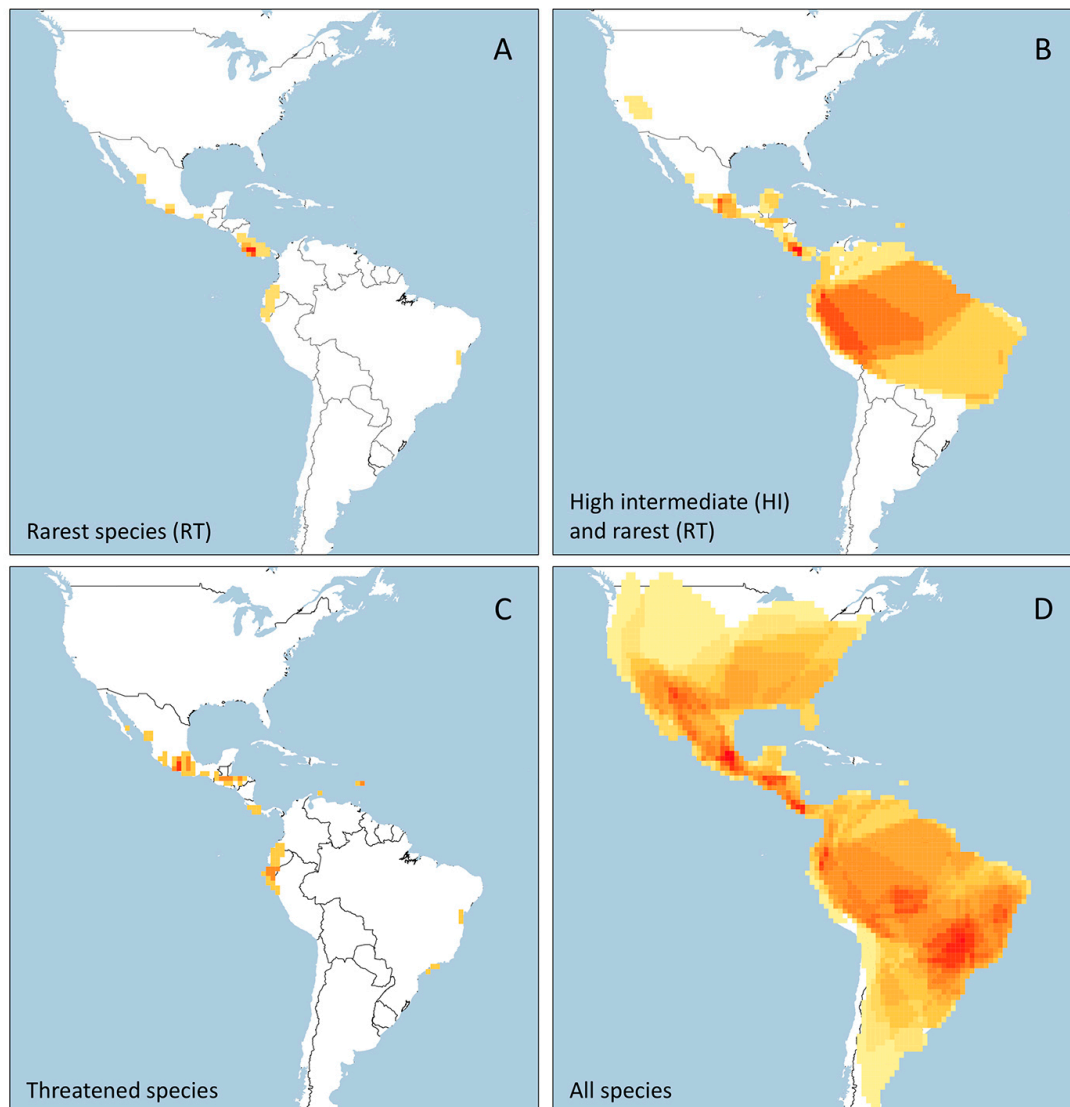 A
Rarest species (RT)
B
High intermediate (HI)
and rarest (RT)
C
Threatened species
D
All species